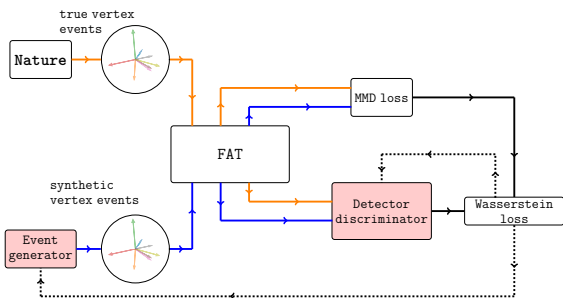 true vertex
events
Nature
MMD loss
FAT
synthetic
vertex events
Detector
discriminator
Wasserstein
loss
Event
generator